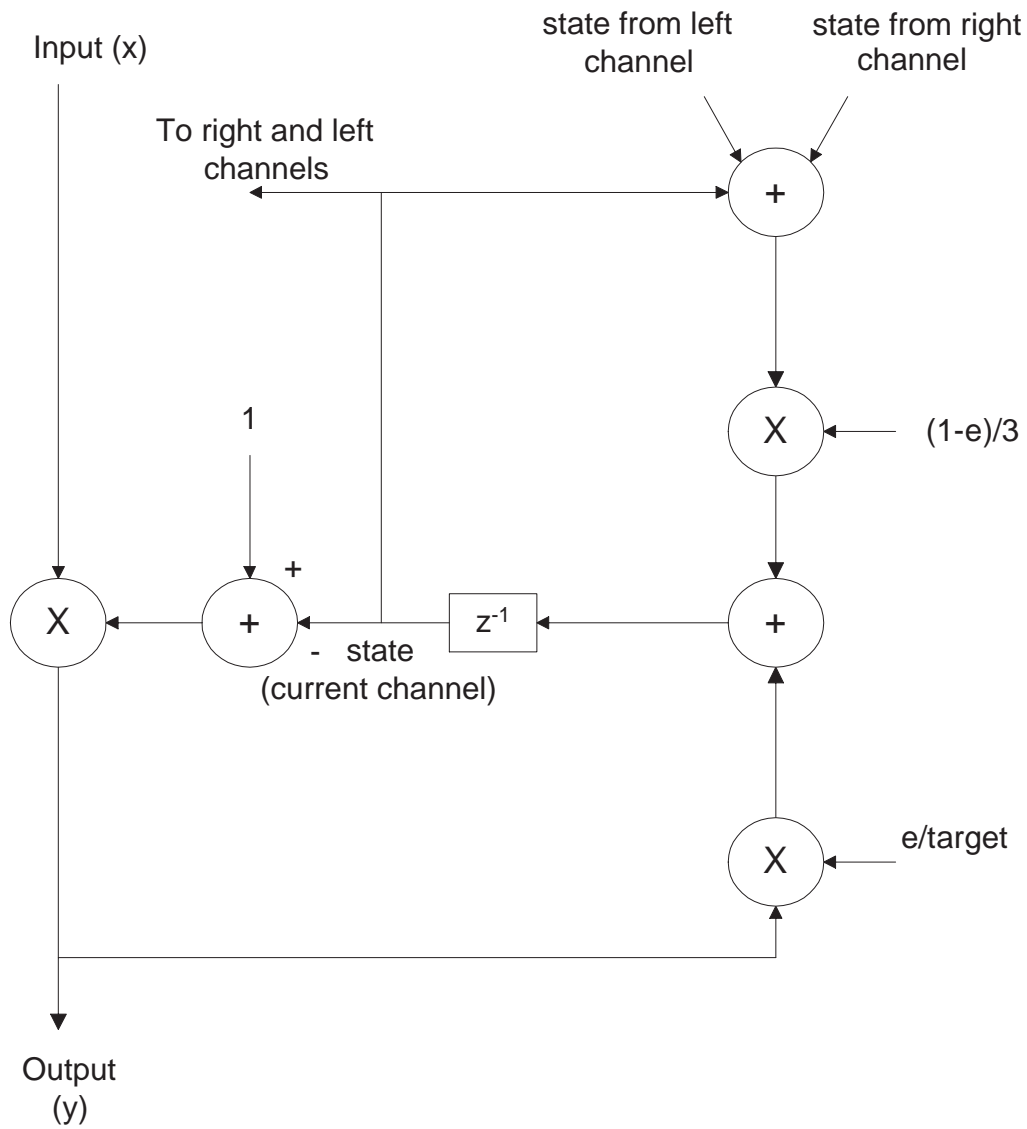 Input (x)
state from left
channel
state from right
channel
To right and left
channels
+
X
(1-e)/3
1
+
X
+
- state
(current channel)
z-1
+
X
e/target
Output
(y)